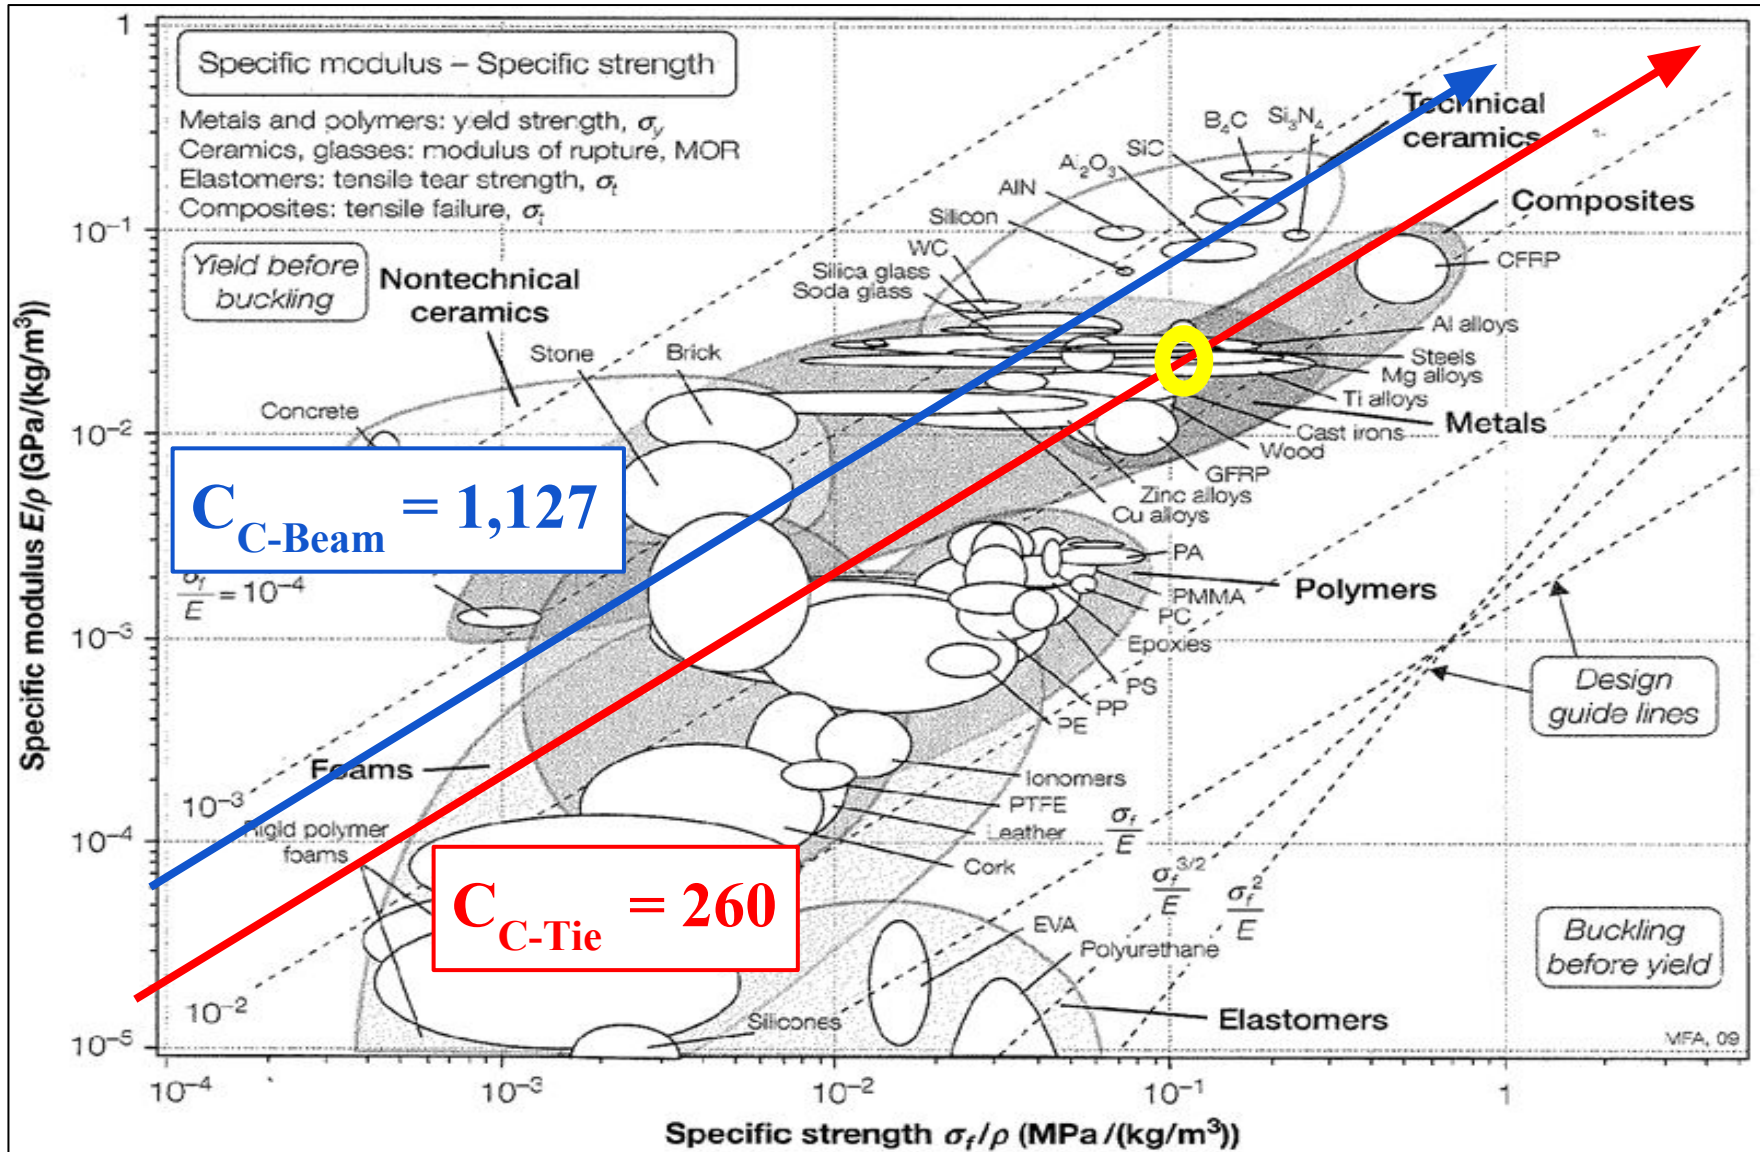 Specific modulus – Specific strength
Metals and polymers: yield strength, σy
Ceramics, glasses: modulus of rupture, MOR
Elastomers: tensile tear strength, σt
Composites: tensile failure, σt
Yield before
buckling
Nontechnical
ceramics
Technical
ceramics
Composites
B4C
Si3N4
SiC
Al2O3
AlN
Silicon
WC
Silica glass
Soda glass
Stone
Brick
Concrete
CFRP
Al alloys
Steels
Mg alloys
Ti alloys
Metals
Cast irons
Wood
GFRP
Zinc alloys
Cu alloys
C C-Beam = 1,127
σf/E = 10⁻⁴
PA
Polymers
PMMA
PC
Epoxies
PS
PP
PE
Design
guide lines
Foams
Ionomers
PTFE
Leather
Cork
10⁻³
Rigid polymer
foams
C C-Tie = 260
σf/E
σf^3/2/E
σf^2/E
EVA
Polyurethane
Buckling
before yield
10⁻²
Silicones
Elastomers
MFA, 09
1
10⁻¹
10⁻²
10⁻³
10⁻⁴
10⁻⁵
Specific modulus E/ρ (GPa/(kg/m³))
10⁻⁴ 10⁻³ 10⁻² 10⁻¹ 1
Specific strength σf/ρ (MPa/(kg/m³))